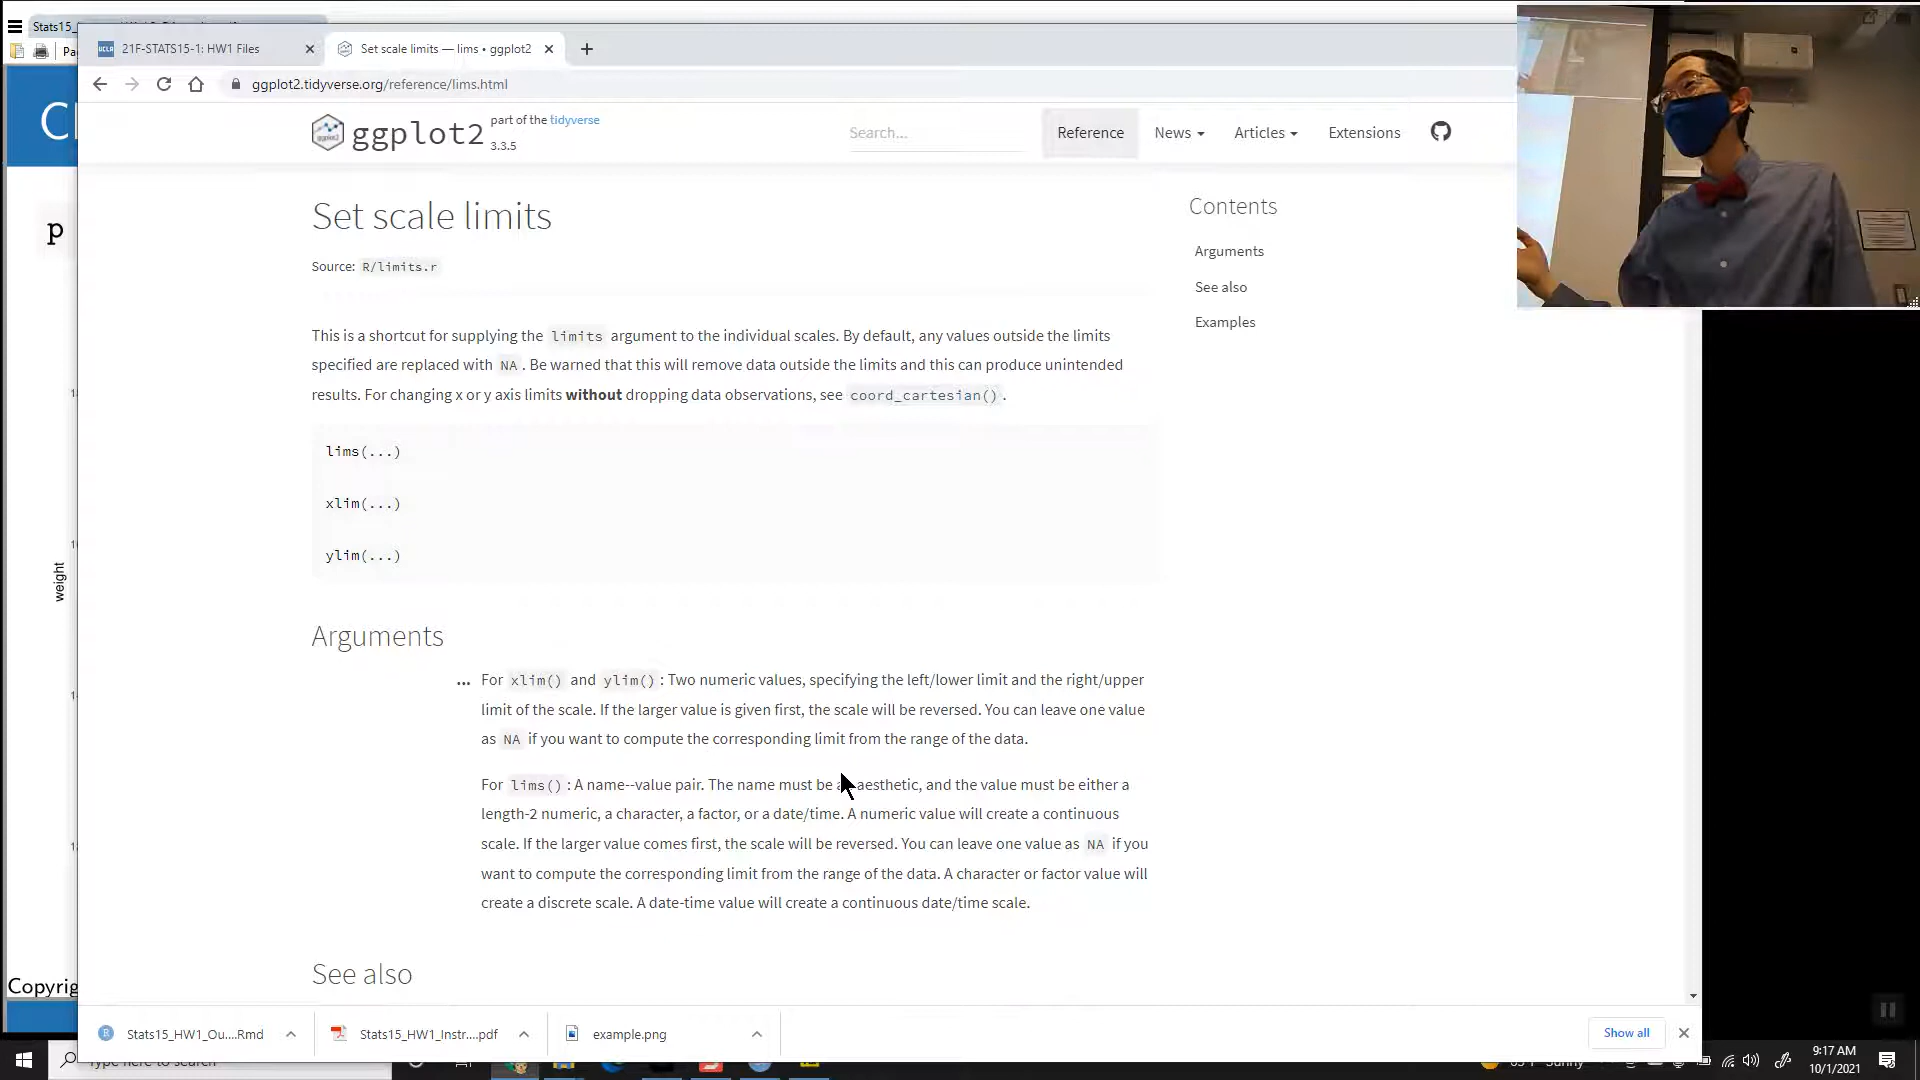 Stats15_
21F-STATS15-1: HW1 Files
Set scale limits — lims • ggplot2
ggplot2.tidyverse.org/reference/lims.html
ggplot2
part of the tidyverse
3.3.5
Search...
Reference
News
Articles
Extensions
p
Set scale limits
Source: R/limits.r
This is a shortcut for supplying the limits argument to the individual scales. By default, any values outside the limits
specified are replaced with NA. Be warned that this will remove data outside the limits and this can produce unintended
results. For changing x or y axis limits without dropping data observations, see coord_cartesian().
lims(...)
xlim(...)
ylim(...)
weight
Arguments
... For xlim() and ylim(): Two numeric values, specifying the left/lower limit and the right/upper
limit of the scale. If the larger value is given first, the scale will be reversed. You can leave one value
as NA if you want to compute the corresponding limit from the range of the data.
For lims(): A name--value pair. The name must be aesthetic, and the value must be either a
length-2 numeric, a character, a factor, or a date/time. A numeric value will create a continuous
scale. If the larger value comes first, the scale will be reversed. You can leave one value as NA if you
want to compute the corresponding limit from the range of the data. A character or factor value will
create a discrete scale. A date-time value will create a continuous date/time scale.
See also
Contents
Arguments
See also
Examples
Copyrig
Stats15_HW1_Ou....Rmd
Stats15_HW1_Instr....pdf
example.png
Show all
Type here to search
Sunny
9:17 AM
10/1/2021